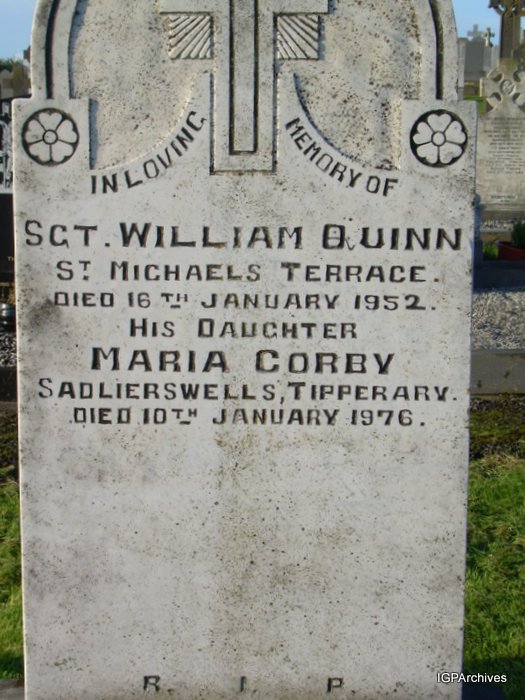 IN LOVING MEMORY OF
SGT. WILLIAM QUINN
ST MICHAELS TERRACE.
DIED 16TH JANUARY 1952.
HIS DAUGHTER
MARIA CORBY
SADLIERSWELLS, TIPPERARY.
DIED 10TH JANUARY 1976.
R I P
IGPArchives